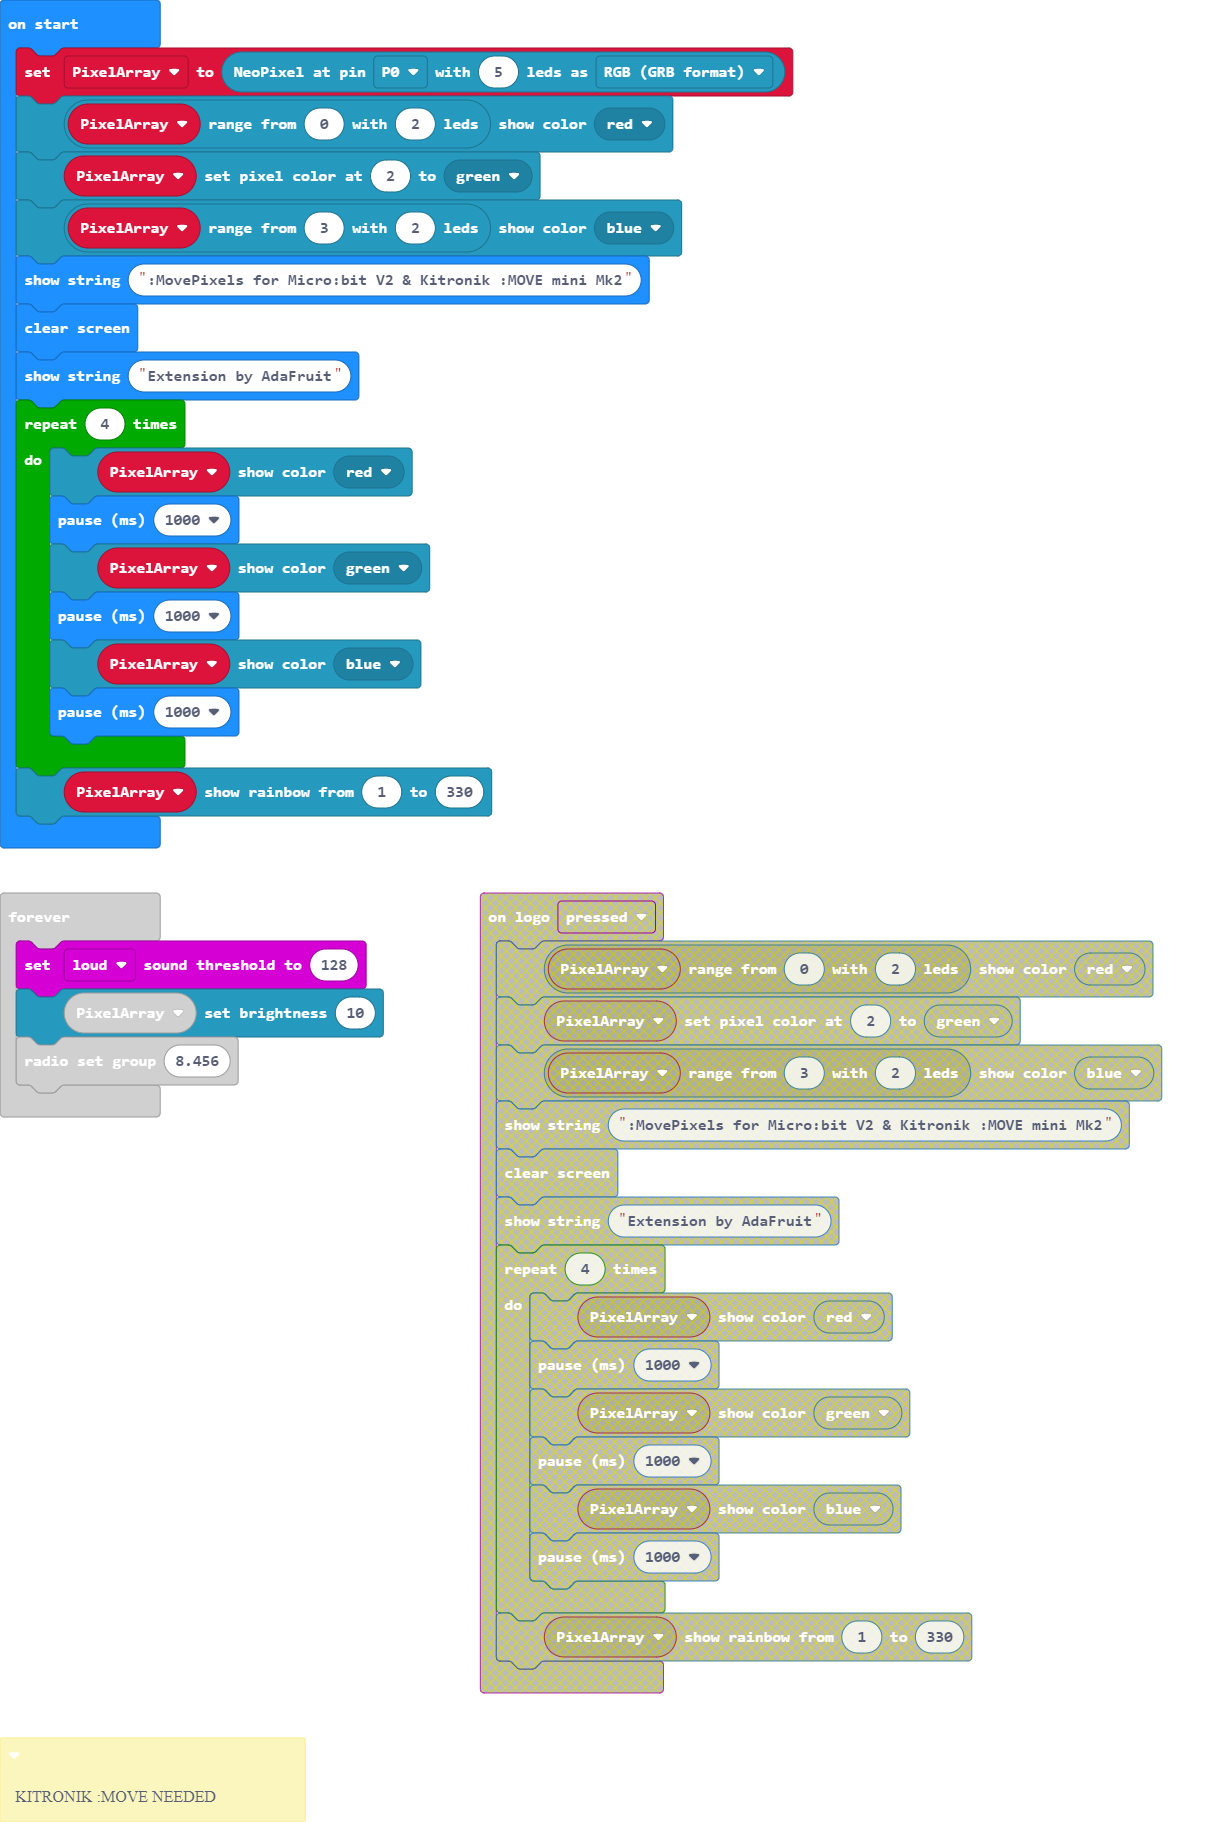 on start
set PixelArray to NeoPixel at pin P0 with 5 leds as RGB (GRB format)
PixelArray range from 0 with 2 leds show color red
PixelArray set pixel color at 2 to green
PixelArray range from 3 with 2 leds show color blue
show string ":MovePixels for Micro:bit V2 & Kitronik :MOVE mini Mk2"
clear screen
show string "Extension by AdaFruit"
repeat 4 times
do PixelArray show color red
pause (ms) 1000
PixelArray show color green
pause (ms) 1000
PixelArray show color blue
pause (ms) 1000
PixelArray show rainbow from 1 to 330
forever
set loud sound threshold to 128
PixelArray set brightness 10
radio set group 8.456
on logo pressed
PixelArray range from 0 with 2 leds show color red
PixelArray set pixel color at 2 to green
PixelArray range from 3 with 2 leds show color blue
show string ":MovePixels for Micro:bit V2 & Kitronik :MOVE mini Mk2"
clear screen
show string "Extension by AdaFruit"
repeat 4 times
do PixelArray show color red
pause (ms) 1000
PixelArray show color green
pause (ms) 1000
PixelArray show color blue
pause (ms) 1000
PixelArray show rainbow from 1 to 330
KITRONIK :MOVE NEEDED